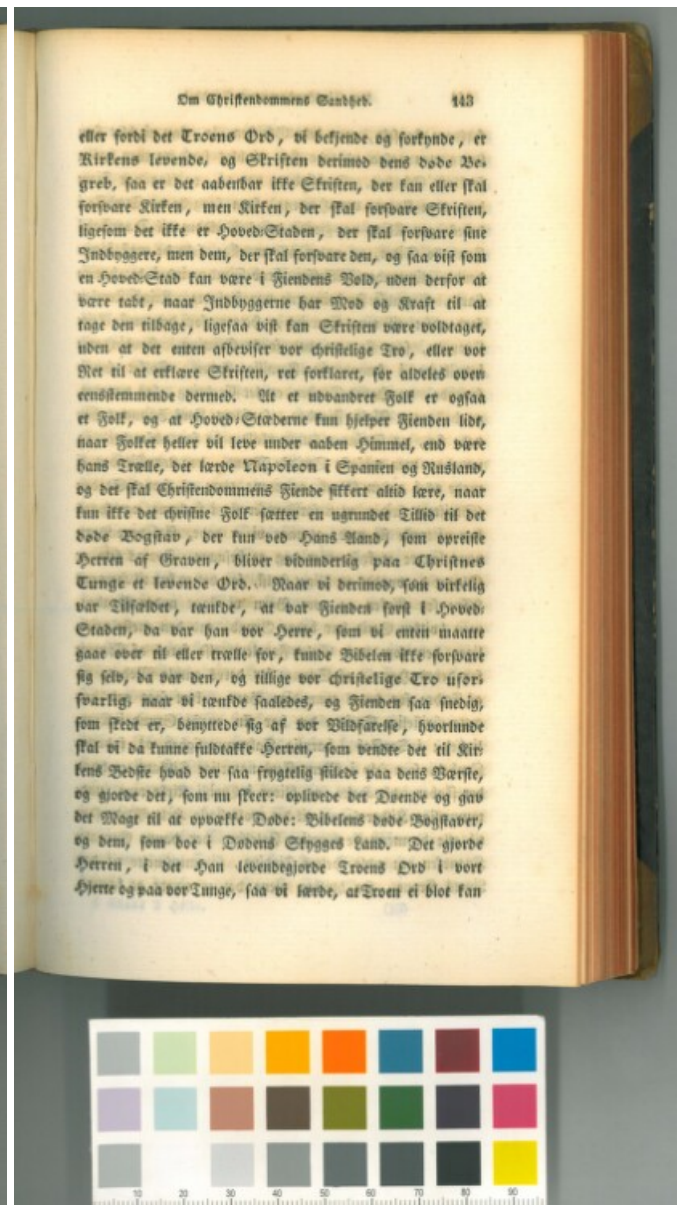 Om Christendommens Sandhed. 143
eller fordi det Troens Ord, vi bekjende og forkynde, er
Kirkens levende, og Skriften derimod dens døde Be-
greb, saa er det aabenbar ikke Skriften, der kan eller skal
forsvare Kirken, men Kirken, der skal forsvare Skriften,
ligesom det ikke er Hoved-Staden, der skal forsvare sine
Indbyggere, men dem, der skal forsvare den, og saa vist som
en Hoved-Stad kan være i Fiendens Vold, uden derfor at
være tabt, naar Indbyggerne har Mod og Kraft til at
tage den tilbage, ligesaa vist kan Skriften være voldtaget,
uden at det enten afbeviser vor christelige Tro, eller vor
Ret til at erklære Skriften, ret forklaret, for aldeles over
eensstemmende dermed. At et udvandret Folk er ogsaa
et Folk, og at Hoved-Stæderne kun hjelper Fienden lidt,
naar Folket heller vil leve under aaben Himmel, end være
hans Trælle, det lærde Napoleon i Spanien og Rusland,
og det skal Christendommens Fiende sikkert altid lære, naar
kun ikke det christne Folk sætter en ugrundet Tillid til det
døde Bogstav, der kun ved Hans Aand, som opreiste
Herren af Graven, bliver vidunderlig paa Christnes
Tunge et levende Ord. Naar vi derimod, som virkelig
var Tilfældet, tænkde, at var Fienden først i Hoved-
Staden, da var han vor Herre, som vi enten maatte
gaae over til eller trælle for, kunde Bibelen ikke forsvare
sig selv, da var den, og tillige vor christelige Tro ufor-
svarlig, naar vi tænkde saaledes, og Fienden saa snedig,
som skedt er, benyttede sig af vor Vildfarelse, hvorlunde
skal vi da kunne fuldtakke Herren, som vendte det til Kir-
kens Bedste hvad der saa frygtelig stilede paa dens Værste,
og gjorde det, som nu skeer: oplivede det Døende og gav
det Magt til at opvække Døde: Bibelens døde Bogstaver,
og dem, som boe i Dødens Skygges Land. Det gjorde
Herren, i det Han levendegjorde Troens Ord i vort
Hjerte og paa vor Tunge, saa vi lærde, at Troen ei blot kan
10 20 30 40 50 60 70 80 90